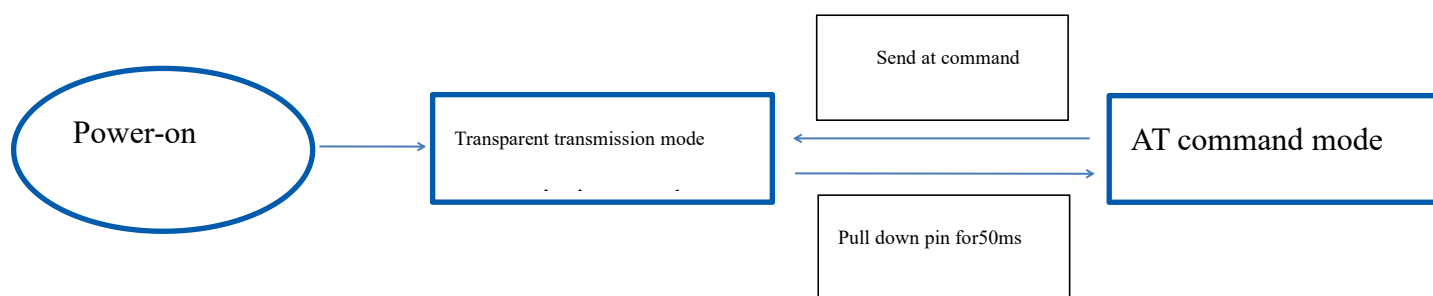 Send at command
Power-on
Transparent transmission mode
AT command mode
Pull down pin for50ms